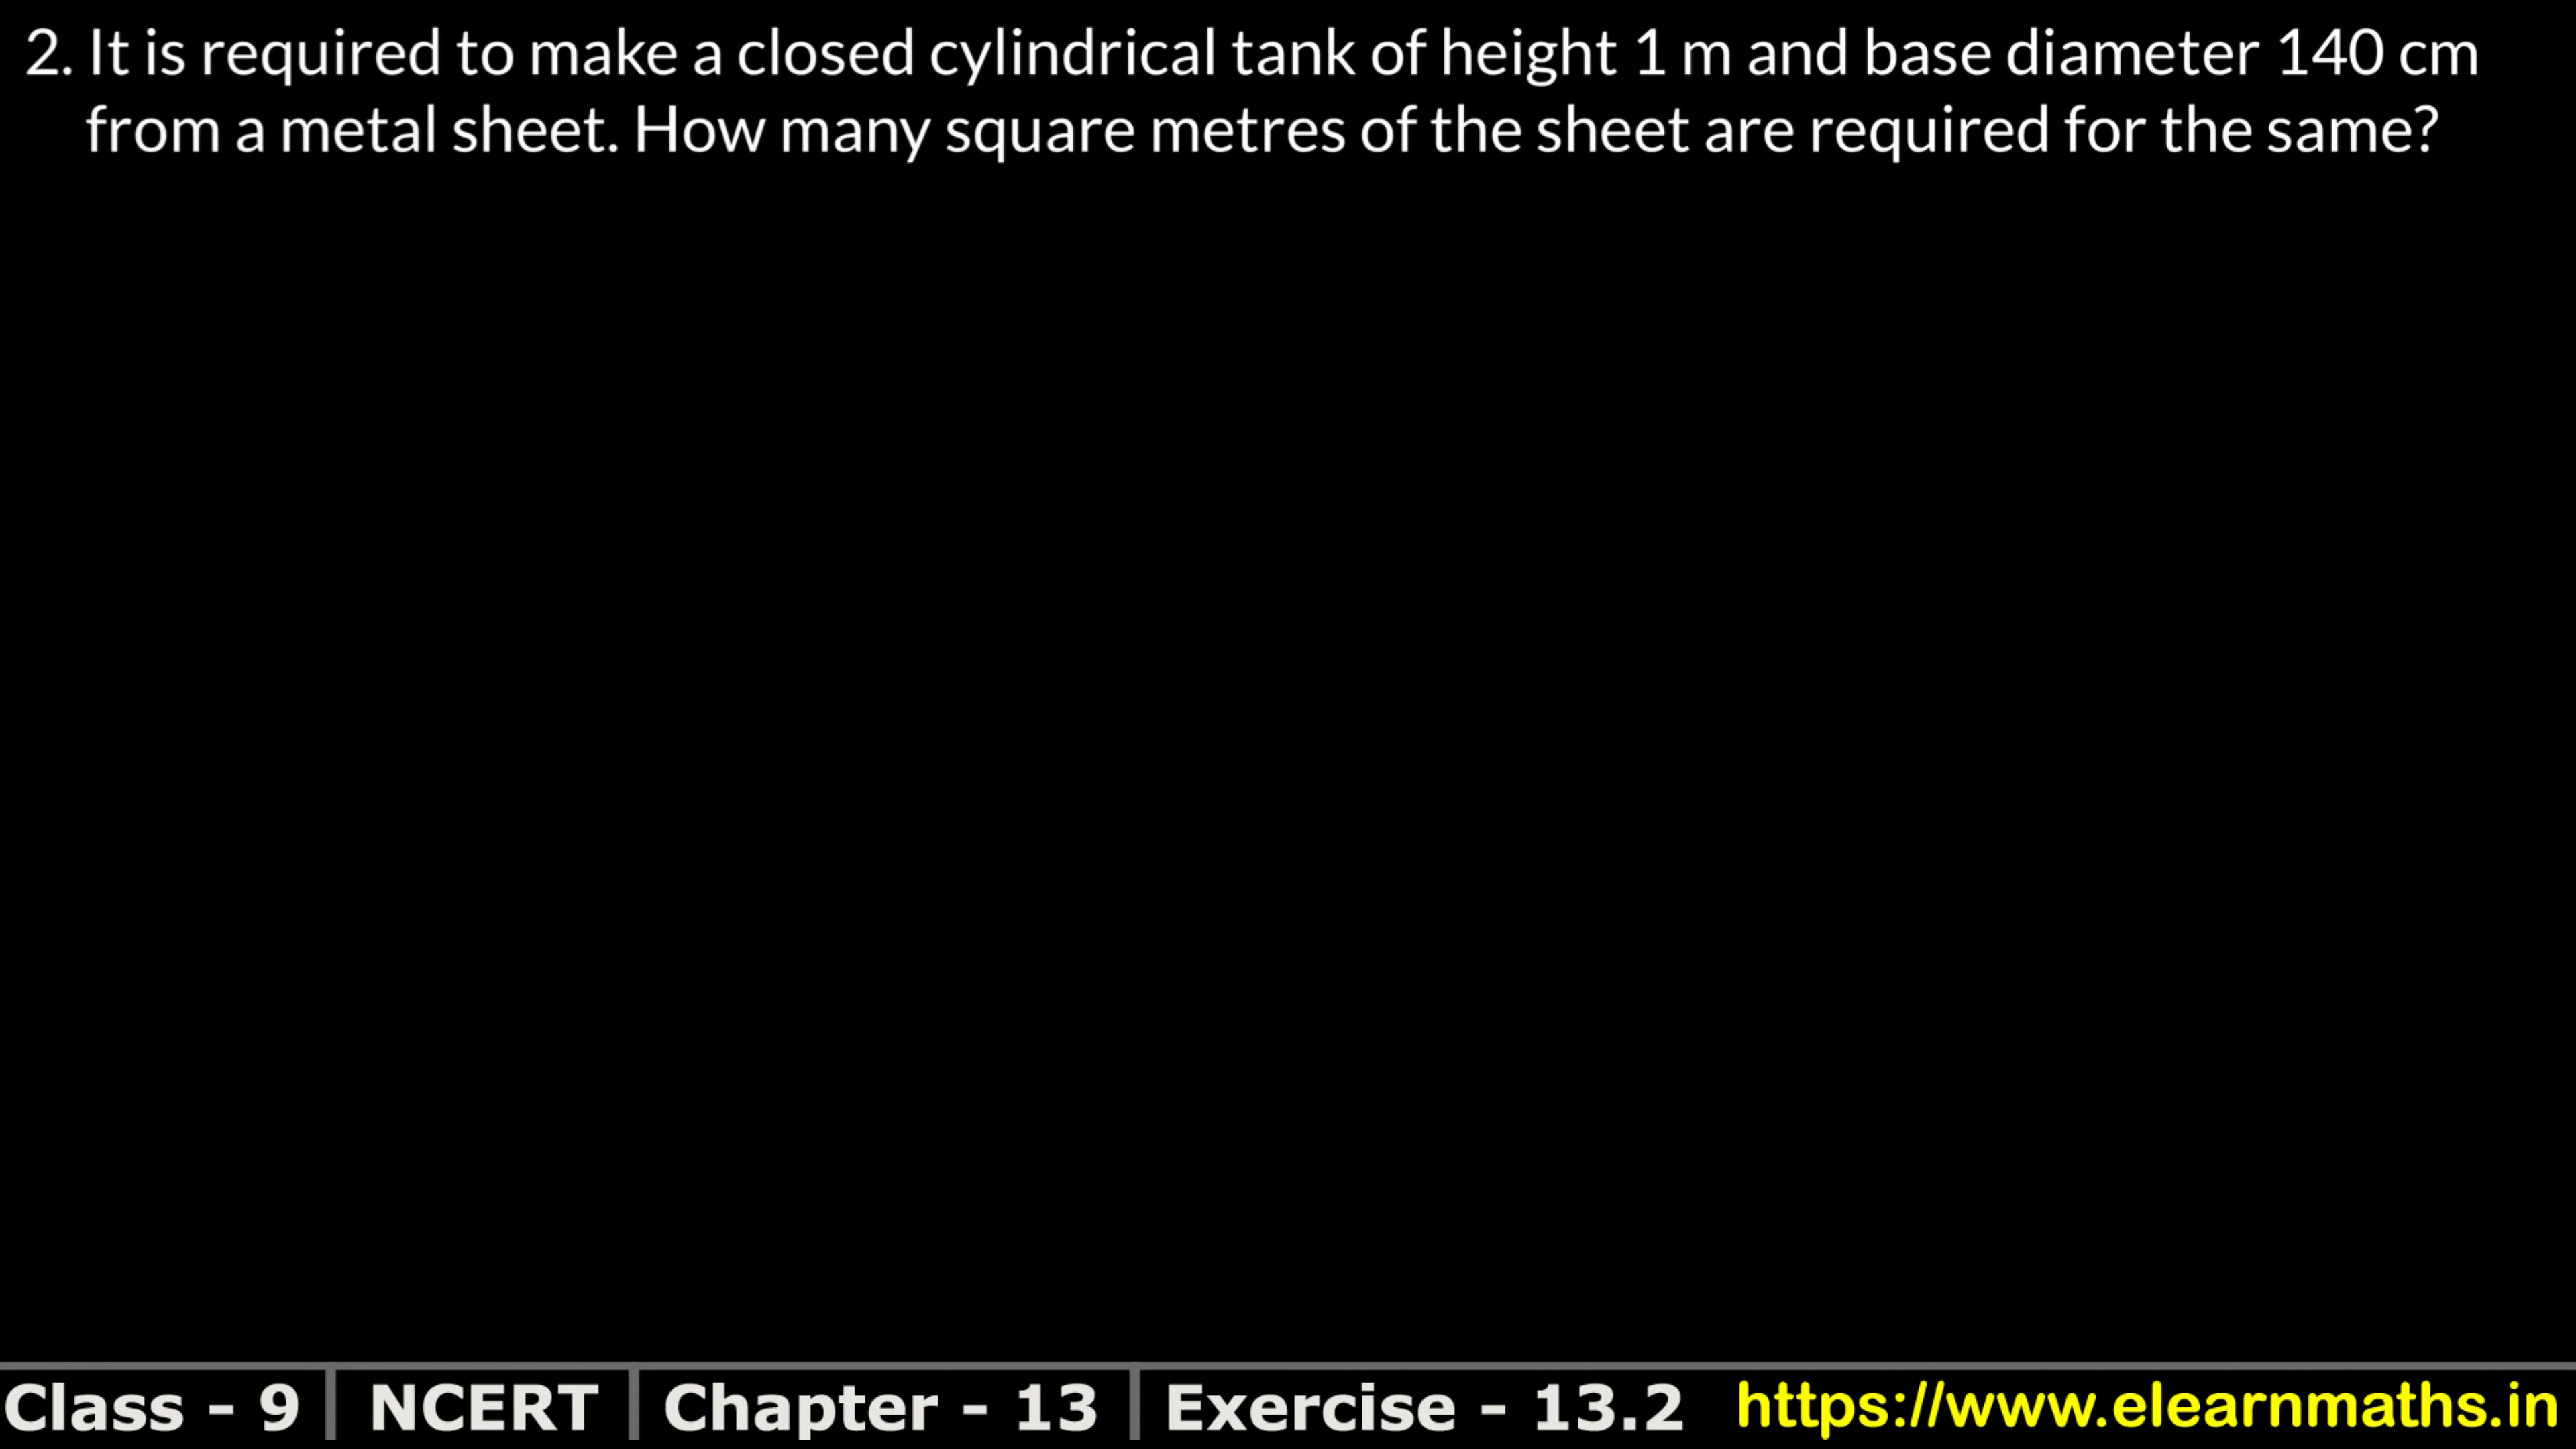 2. It is required to make a closed cylindrical tank of height 1 m and base diameter 140 cm
from a metal sheet. How many square metres of the sheet are required for the same?
Class - 9 NCERT Chapter - 13 Exercise - 13.2 https://www.elearnmaths.in